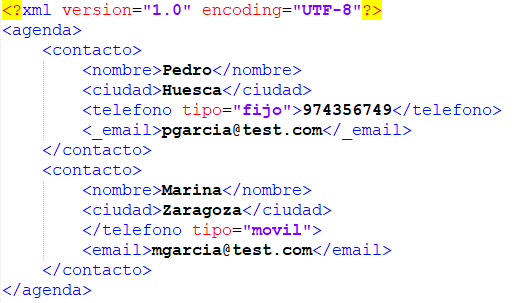 <?xml version="1.0" encoding="UTF-8"?>
<agenda>
<contacto>
<nombre>Pedro</nombre>
<ciudad>Huesca</ciudad>
<telefono tipo="fijo">974356749</telefono>
<_email>pgarcia@test.com</_email>
</contacto>
<contacto>
<nombre>Marina</nombre>
<ciudad>Zaragoza</ciudad>
</telefono tipo="movil">
<email>mgarcia@test.com</email>
</contacto>
</agenda>